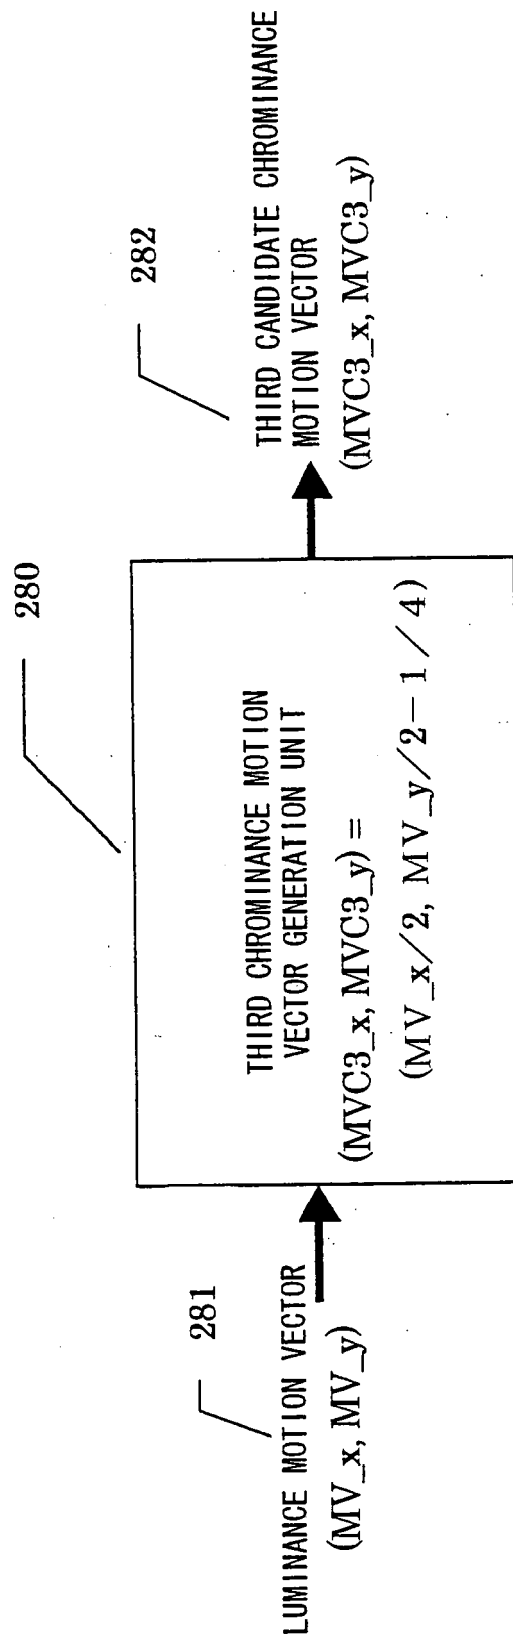 280
281
LUMINANCE MOTION VECTOR
(MV_x, MV_y)
THIRD CHROMINANCE MOTION
VECTOR GENERATION UNIT
(MVC3_x, MVC3_y) =
(MV_x/2, MV_y/2-1/4)
282
THIRD CANDIDATE CHROMINANCE
MOTION VECTOR
(MVC3_x, MVC3_y)